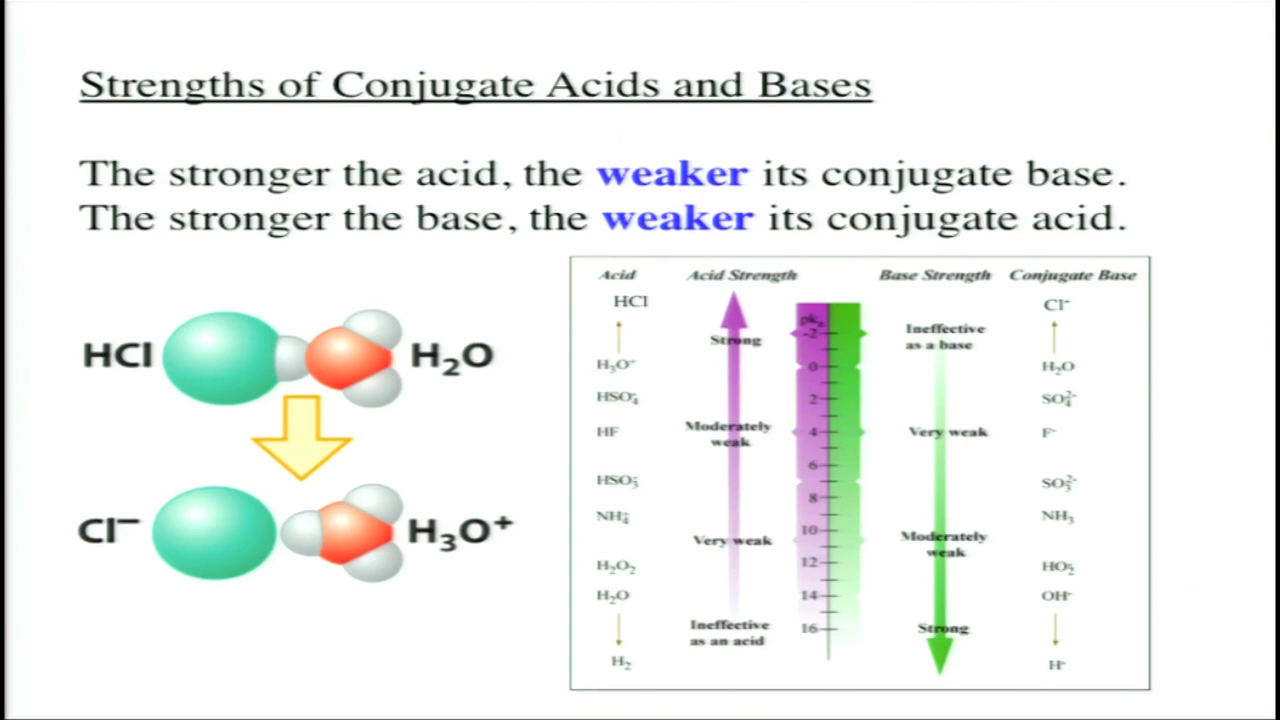 Strengths of Conjugate Acids and Bases
The stronger the acid, the weaker its conjugate base.
The stronger the base, the weaker its conjugate acid.
HCl H₂O
Cl⁻ H₃O⁺
Acid Acid Strength Base Strength Conjugate Base
HCl Cl⁻
pkₐ
Strong -2 Ineffective
as a base
H₃O⁺ 0 H₂O
HSO₄⁻ 2 SO₄²⁻
HF Moderately
weak 4 Very weak F⁻
6
HSO₃⁻ SO₃²⁻
8
NH₄⁺ NH₃
10
Very weak Moderately
weak
H₂O₂ 12 HO₂⁻
H₂O 14 OH⁻
Ineffective
as an acid 16 Strong
H₂ H⁻